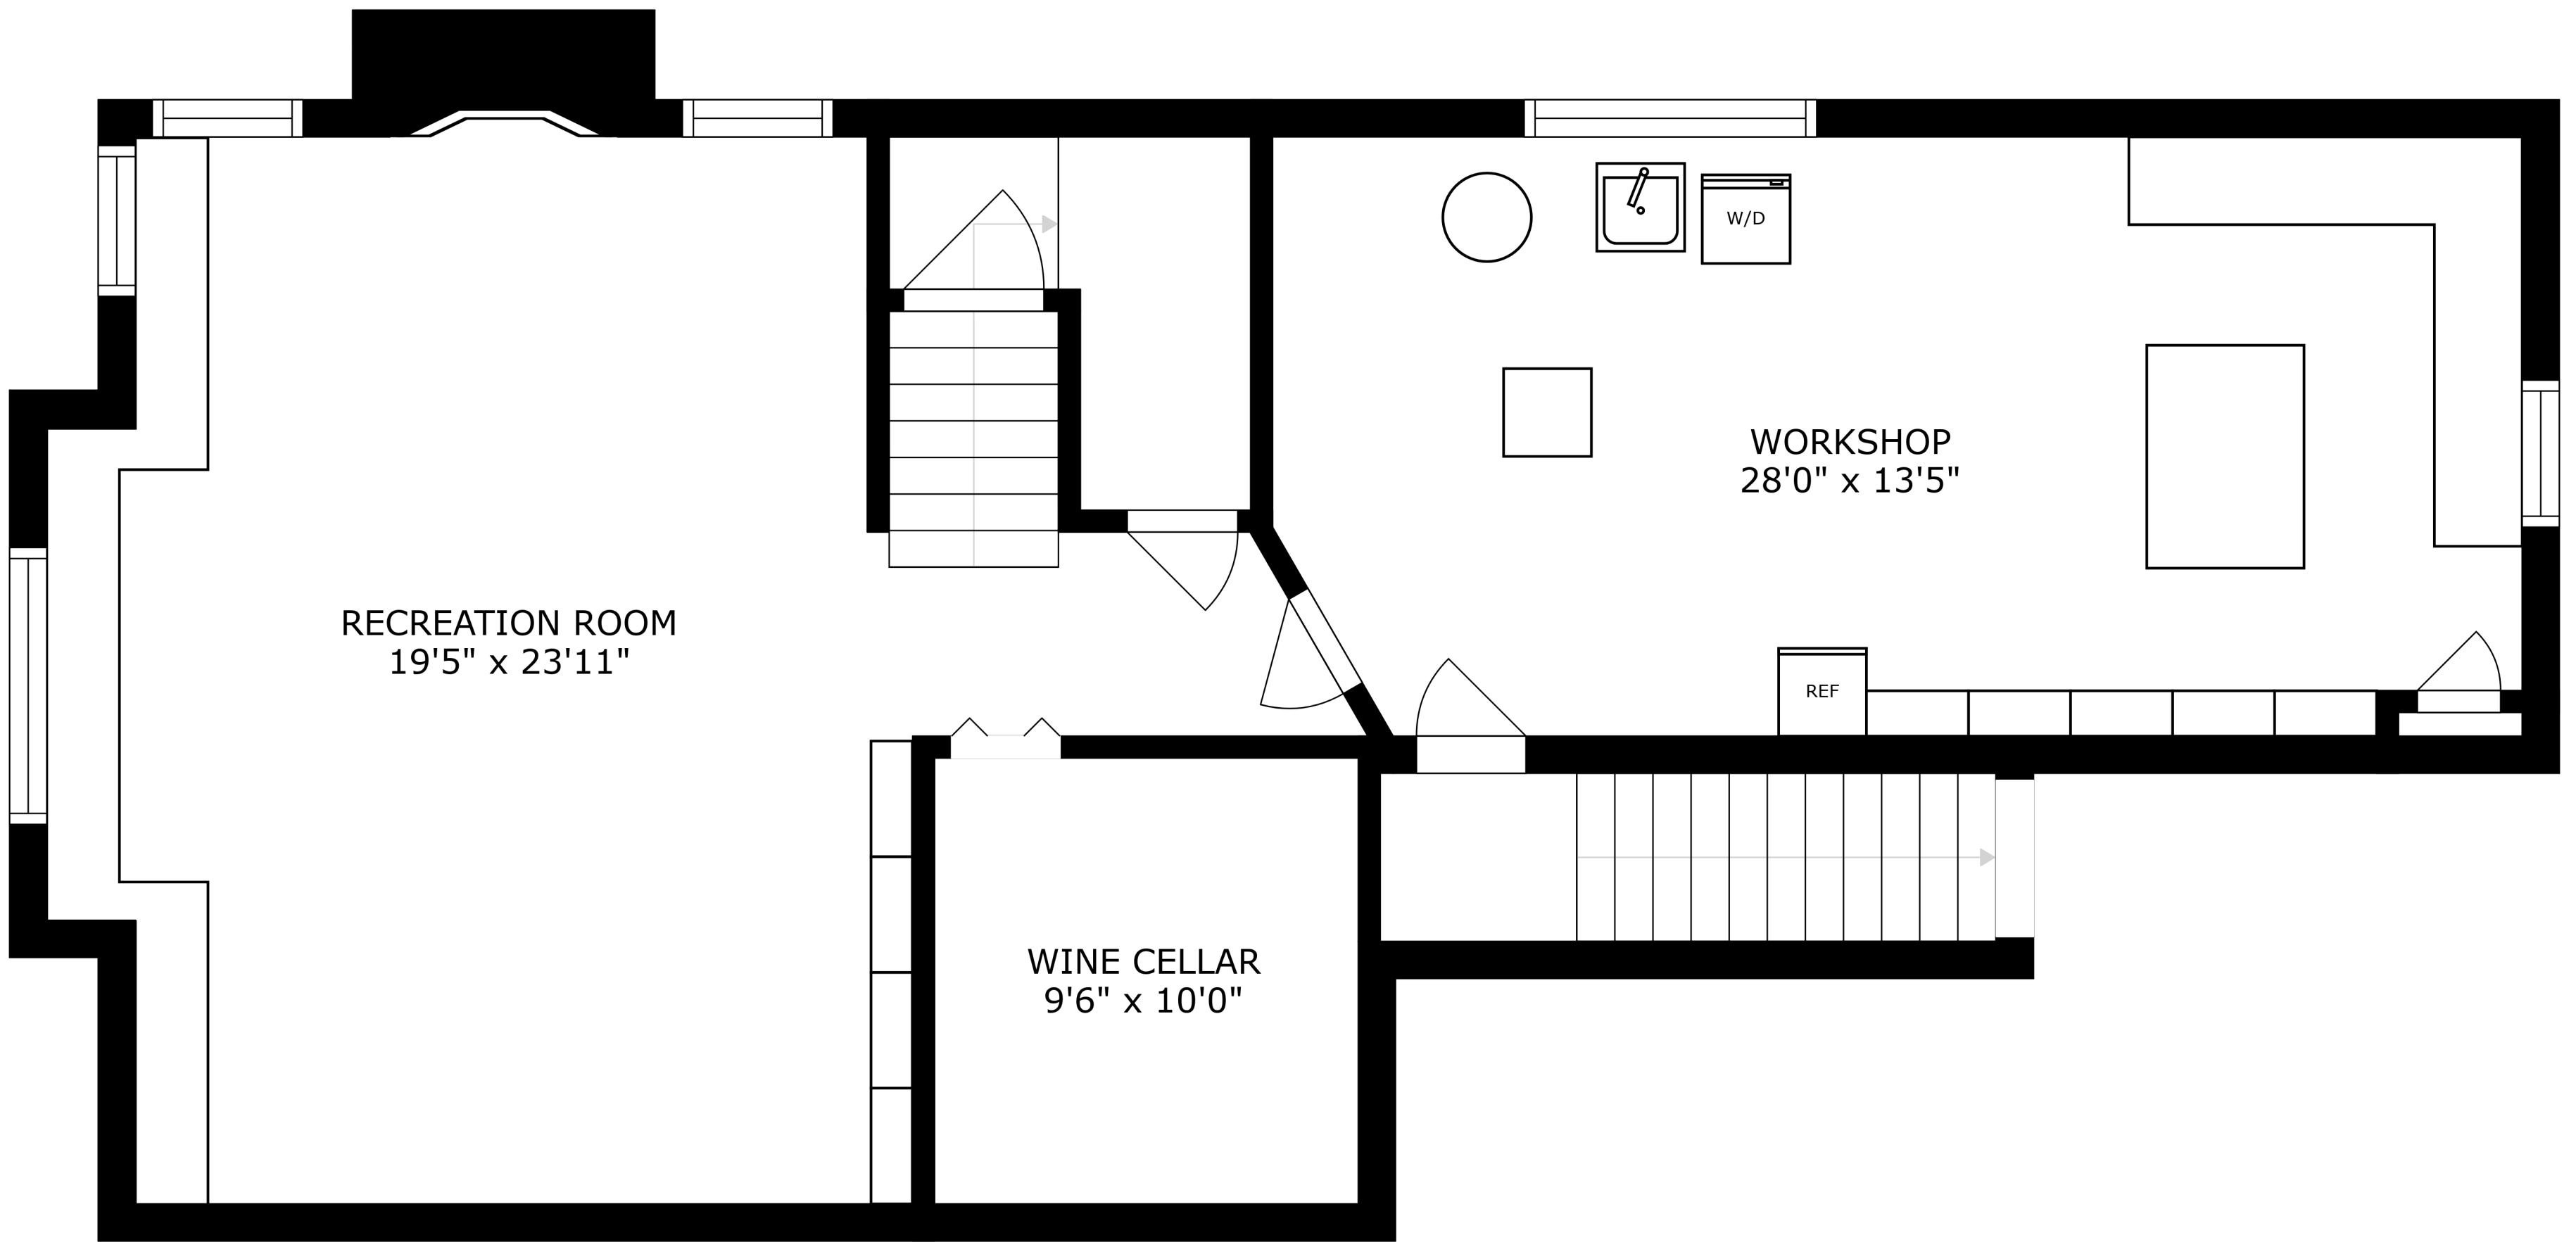 W/D
WORKSHOP
28'0" x 13'5"
RECREATION ROOM
19'5" x 23'11"
REF
WINE CELLAR
9'6" x 10'0"